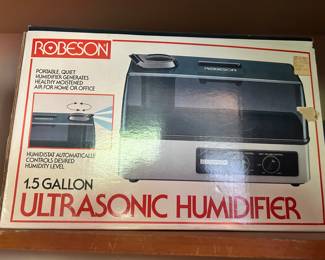 ROBESON
PORTABLE, QUIET
HUMIDIFIER GENERATES
HEALTHY MOISTENED
AIR FOR HOME OR OFFICE
ROBESON
HUMIDISTAT AUTOMATICALLY
CONTROLS DESIRED
HUMIDITY LEVEL
1.5 GALLON
ULTRASONIC HUMIDIFIER